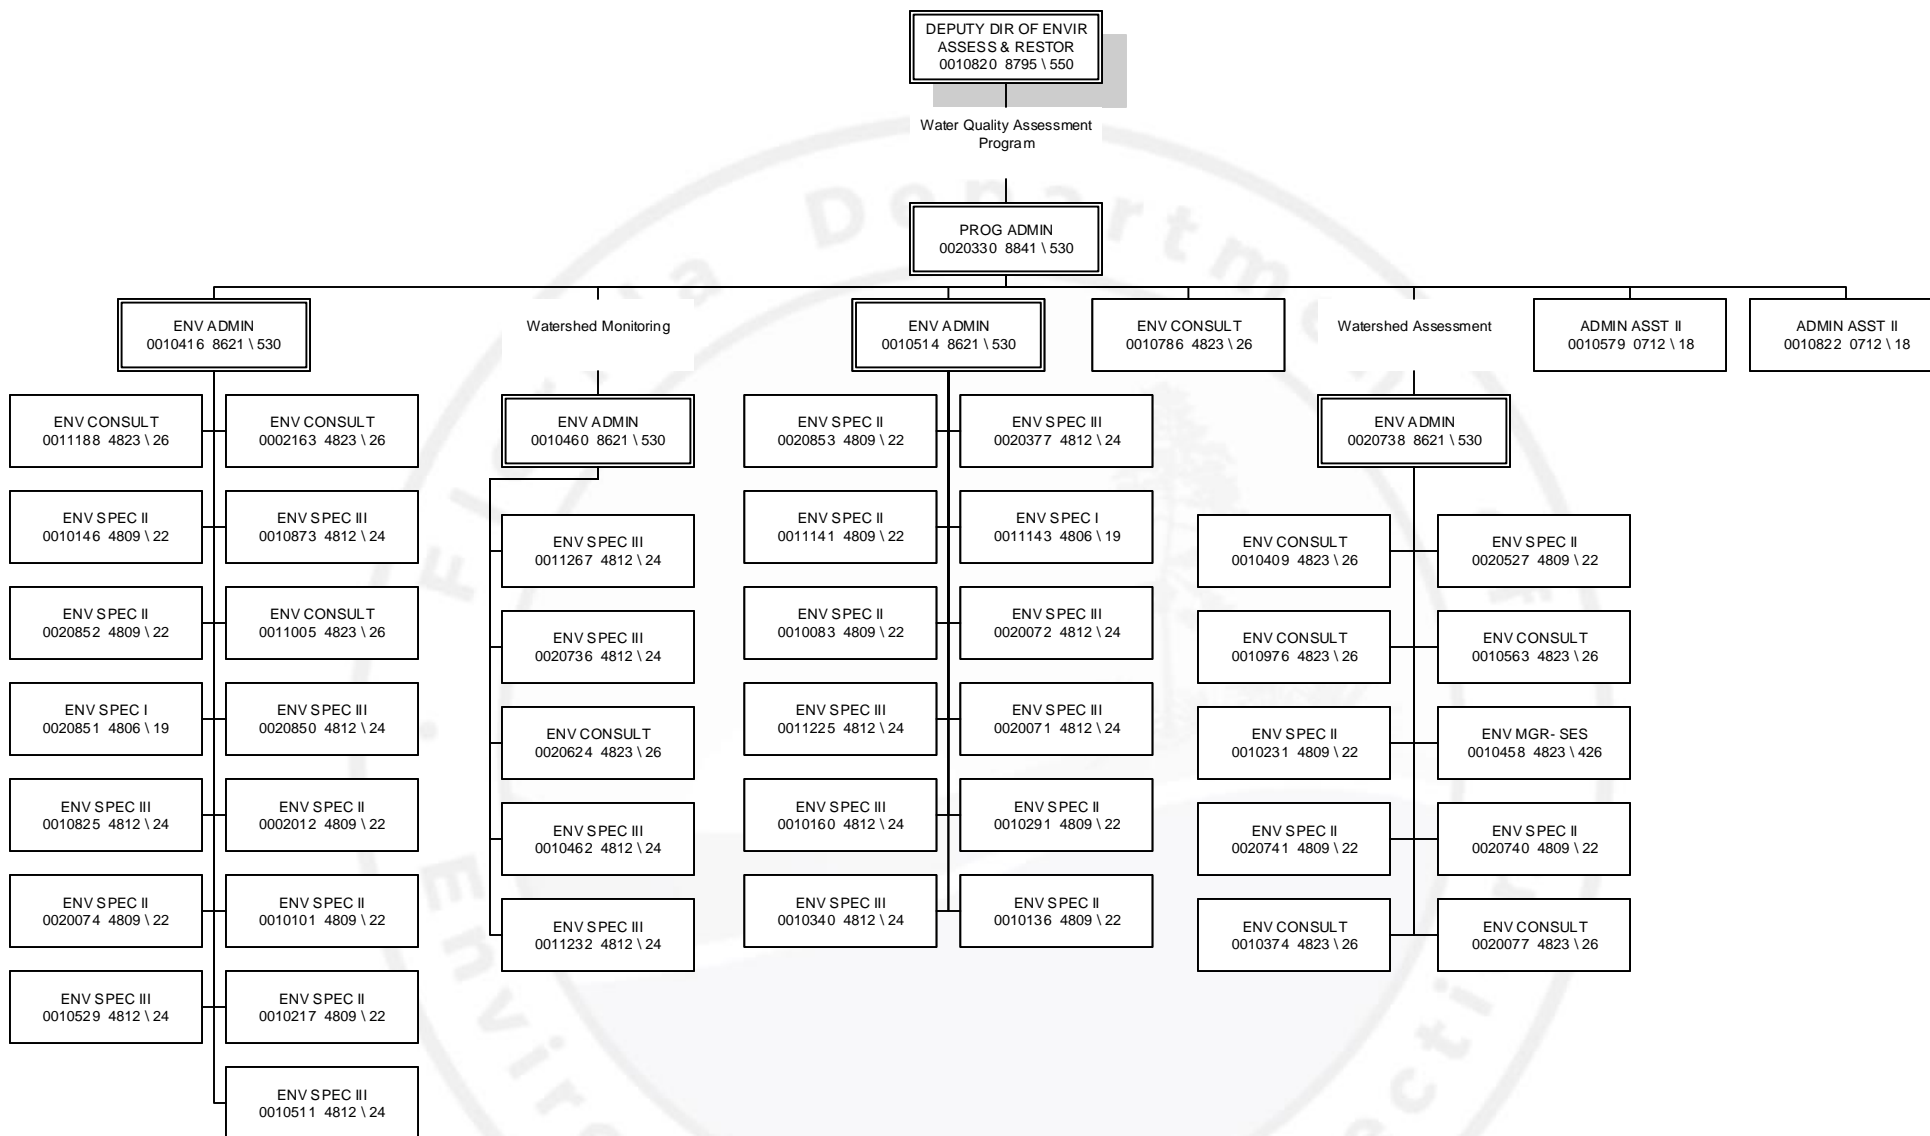 DEPUTY DIR OF ENVIR
ASSESS & RESTOR
0010820 8795 \ 550
Water Quality Assessment
Program
PROG ADMIN
0020330 8841 \ 530
ENV ADMIN
0010416 8621 \ 530
Watershed Monitoring
ENV ADMIN
0010514 8621 \ 530
ENV CONSULT
0010786 4823 \ 26
Watershed Assessment
ADMIN ASST II
0010579 0712 \ 18
ADMIN ASST II
0010822 0712 \ 18
ENV CONSULT
0011188 4823 \ 26
ENV CONSULT
0002163 4823 \ 26
ENV SPEC II
0010146 4809 \ 22
ENV SPEC III
0010873 4812 \ 24
ENV SPEC II
0020852 4809 \ 22
ENV CONSULT
0011005 4823 \ 26
ENV SPEC I
0020851 4806 \ 19
ENV SPEC III
0020850 4812 \ 24
ENV SPEC III
0010825 4812 \ 24
ENV SPEC II
0002012 4809 \ 22
ENV SPEC II
0020074 4809 \ 22
ENV SPEC II
0010101 4809 \ 22
ENV SPEC III
0010529 4812 \ 24
ENV SPEC II
0010217 4809 \ 22
ENV SPEC III
0010511 4812 \ 24
ENV ADMIN
0010460 8621 \ 530
ENV SPEC III
0011267 4812 \ 24
ENV SPEC III
0020736 4812 \ 24
ENV CONSULT
0020624 4823 \ 26
ENV SPEC III
0010462 4812 \ 24
ENV SPEC III
0011232 4812 \ 24
ENV SPEC II
0020853 4809 \ 22
ENV SPEC III
0020377 4812 \ 24
ENV SPEC II
0011141 4809 \ 22
ENV SPEC I
0011143 4806 \ 19
ENV SPEC II
0010083 4809 \ 22
ENV SPEC III
0020072 4812 \ 24
ENV SPEC III
0011225 4812 \ 24
ENV SPEC III
0020071 4812 \ 24
ENV SPEC III
0010160 4812 \ 24
ENV SPEC II
0010291 4809 \ 22
ENV SPEC III
0010340 4812 \ 24
ENV SPEC II
0010136 4809 \ 22
ENV ADMIN
0020738 8621 \ 530
ENV CONSULT
0010409 4823 \ 26
ENV SPEC II
0020527 4809 \ 22
ENV CONSULT
0010976 4823 \ 26
ENV CONSULT
0010563 4823 \ 26
ENV SPEC II
0010231 4809 \ 22
ENV MGR- SES
0010458 4823 \ 426
ENV SPEC II
0020741 4809 \ 22
ENV SPEC II
0020740 4809 \ 22
ENV CONSULT
0010374 4823 \ 26
ENV CONSULT
0020077 4823 \ 26